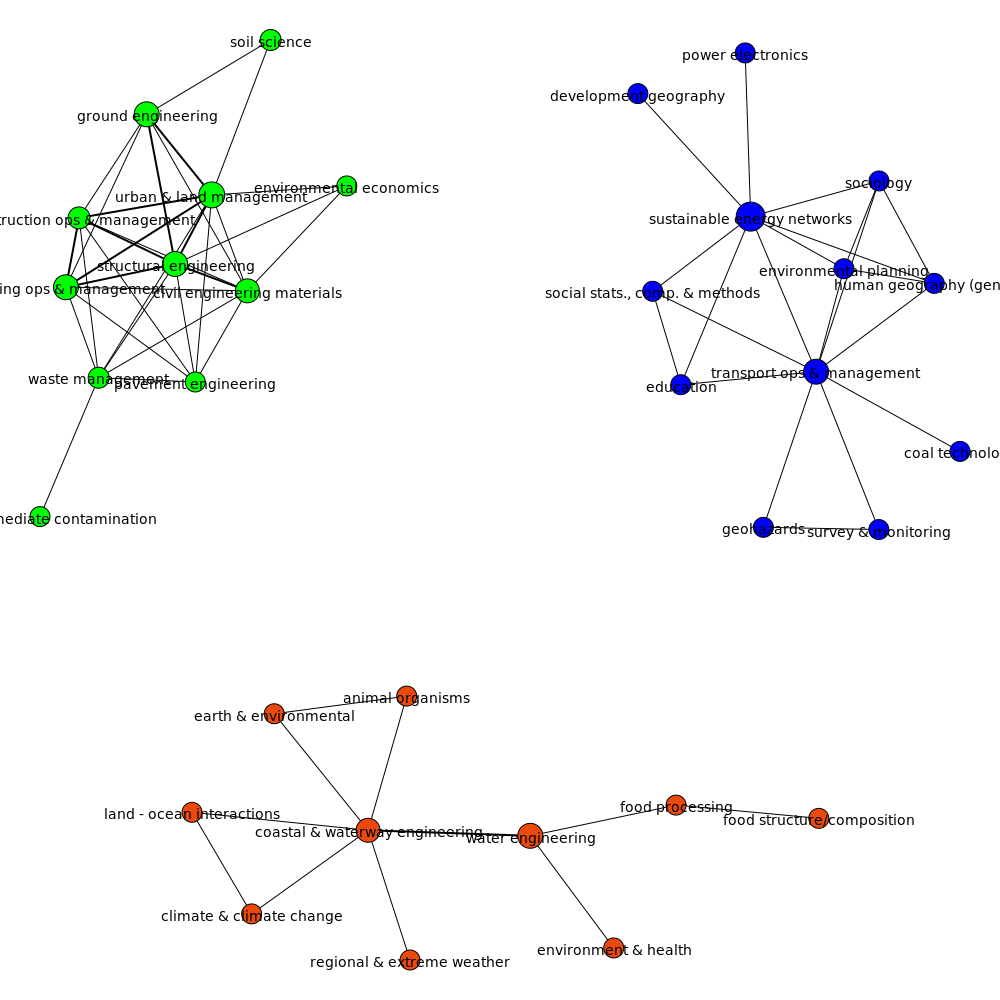 soil science
power electronics
development geography
ground engineering
sociology
environmental economics
urban & land management
truction ops & management
sustainable energy networks
structural engineering
environmental planning
human geography (gen
ing ops & management
civil engineering materials
social stats., comp. & methods
transport ops & management
waste management
pavement engineering
education
coal technolo
mediate contamination
geohazards
survey & monitoring
animal organisms
earth & environmental
land - ocean interactions
food processing
food structure/composition
coastal & waterway engineering
water engineering
climate & climate change
environment & health
regional & extreme weather